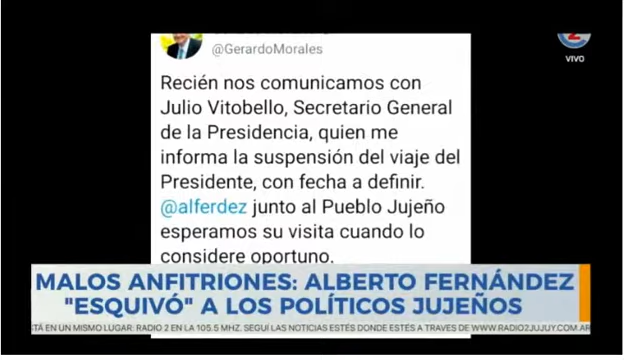 @GerardoMorales
2
VIVO
Recién nos comunicamos con
Julio Vitobello, Secretario General
de la Presidencia, quien me
informa la suspensión del viaje del
Presidente, con fecha a definir.
@alferdez junto al Pueblo Jujeño
esperamos su visita cuando lo
considere oportuno.
MALOS ANFITRIONES: ALBERTO FERNÁNDEZ
"ESQUIVÓ" A LOS POLÍTICOS JUJEÑOS
STÁ EN UN MISMO LUGAR: RADIO 2 EN LA 105.5 MHZ. SEGUÍ LAS NOTICIAS ESTÉS DONDE ESTÉS A TRAVES DE WWW.RADIO2JUJUY.COM.AR